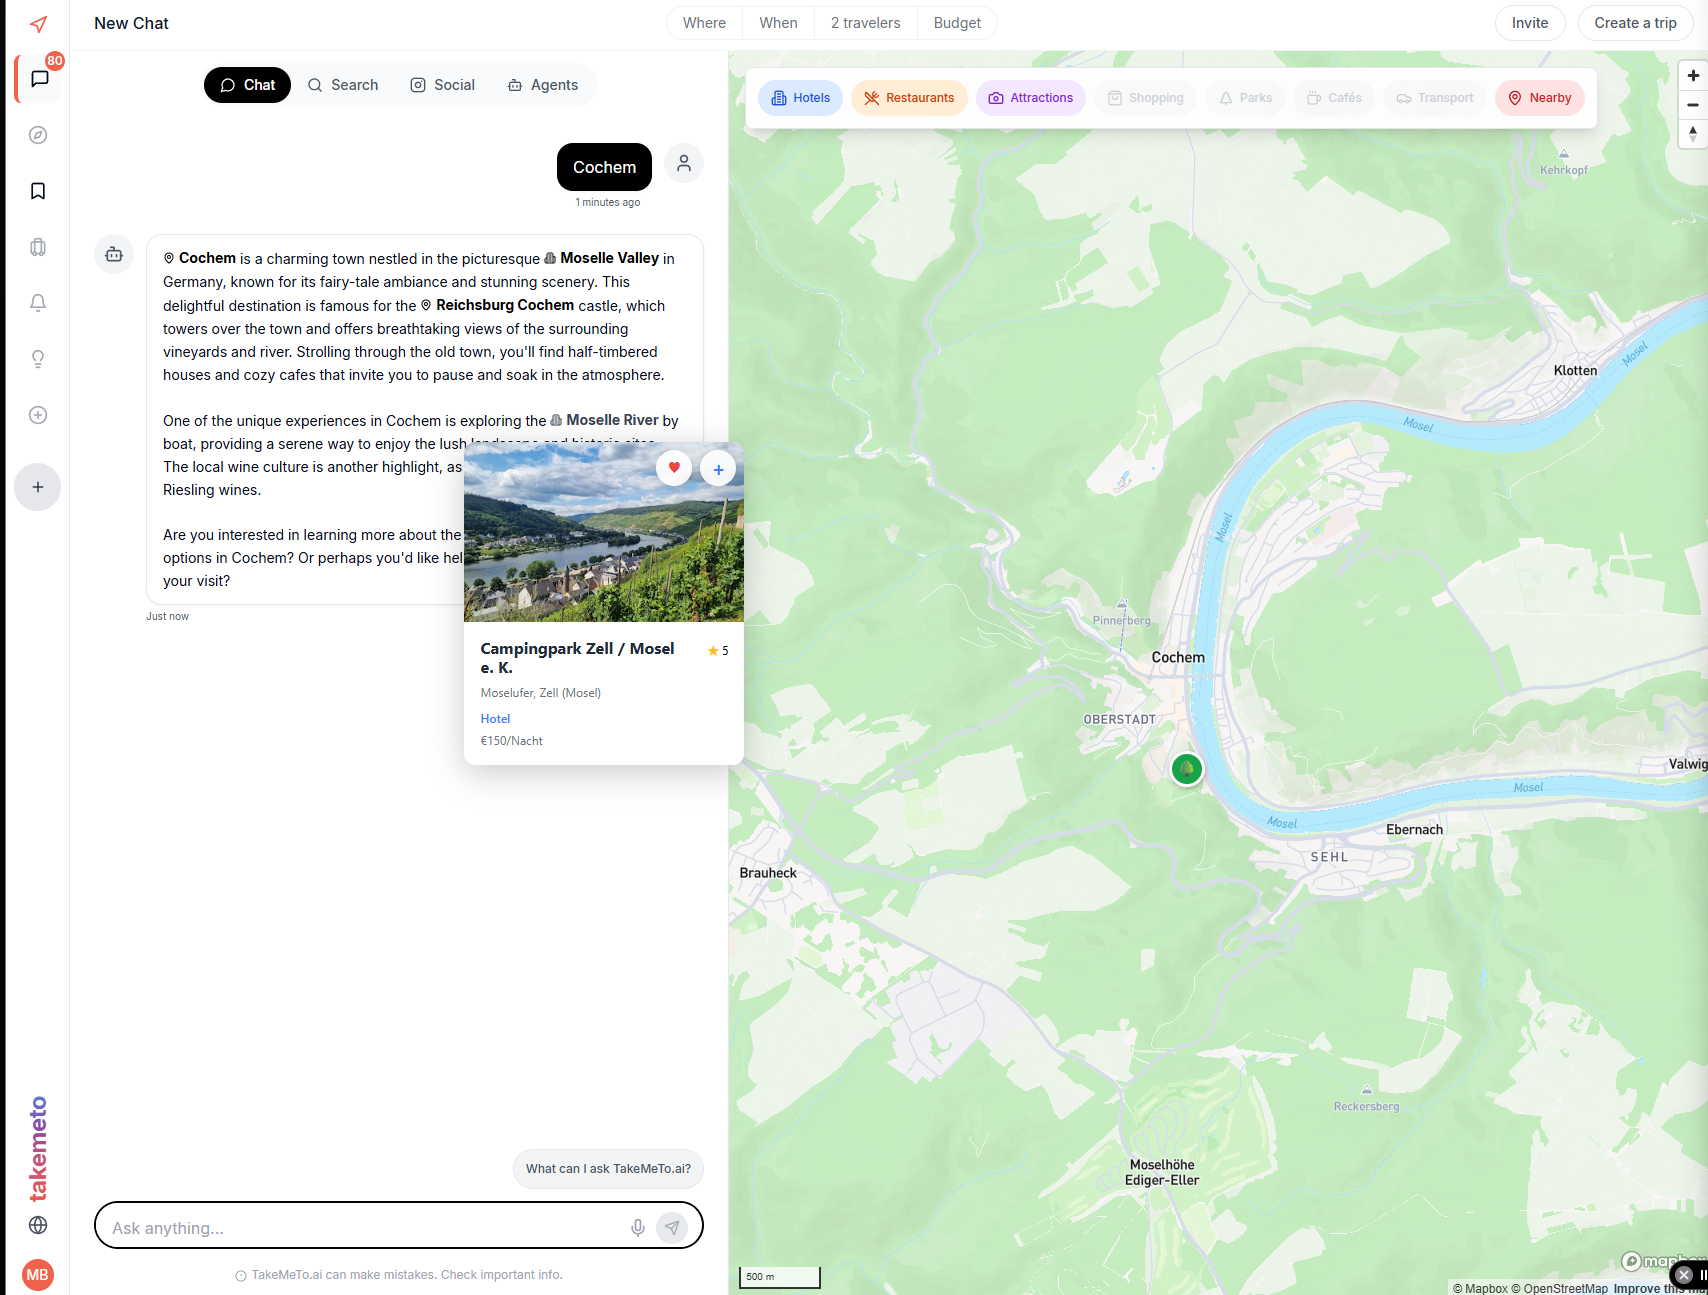 New Chat
Where
When
2 travelers
Budget
Invite
Create a trip
80
Chat
Search
Social
Agents
Hotels
Restaurants
Attractions
Shopping
Parks
Cafés
Transport
Nearby
Cochem
1 minutes ago
Cochem is a charming town nestled in the picturesque Moselle Valley in
Germany, known for its fairy-tale ambiance and stunning scenery. This
delightful destination is famous for the Reichsburg Cochem castle, which
towers over the town and offers breathtaking views of the surrounding
vineyards and river. Strolling through the old town, you'll find half-timbered
houses and cozy cafes that invite you to pause and soak in the atmosphere.
One of the unique experiences in Cochem is exploring the Moselle River by
boat, providing a serene way to enjoy the lush landscape and historic sites.
The local wine culture is another highlight, as
Riesling wines.
Are you interested in learning more about the
options in Cochem? Or perhaps you'd like hel
your visit?
Just now
Campingpark Zell / Mosel
e. K.
5
Moselufer, Zell (Mosel)
Hotel
€150/Nacht
Kehrkopf
Klotten
Mosel
Mosel
Mosel
Pinnerberg
Cochem
OBERSTADT
Valwig
Mosel
Mosel
Ebernach
SEHL
Brauheck
Reckersberg
Moselhöhe
Ediger-Eller
What can I ask TakeMeTo.ai?
Ask anything...
TakeMeTo.ai can make mistakes. Check important info.
takemeto
MB
500 m
mapbox
© Mapbox © OpenStreetMap Improve this m